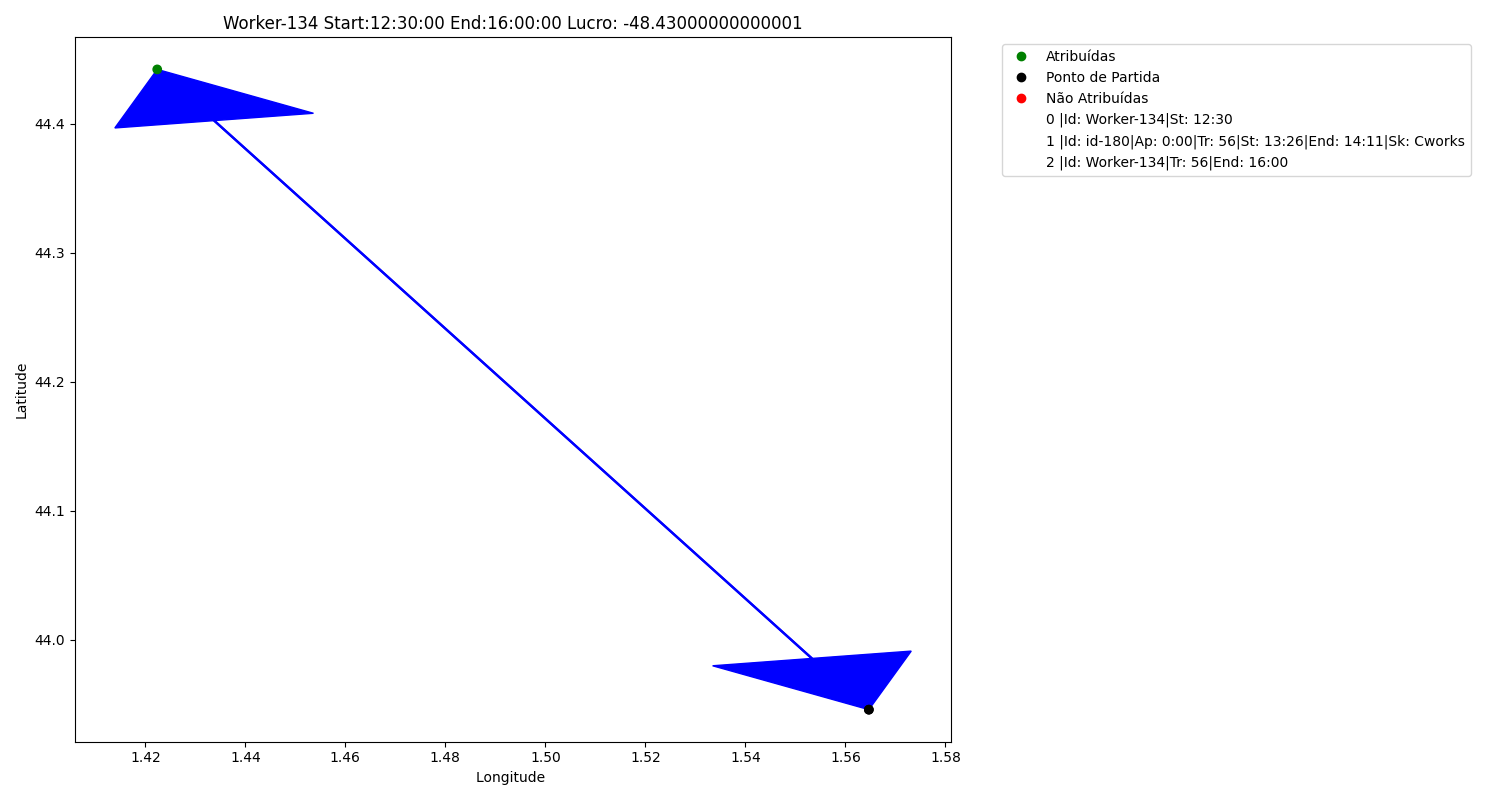 Worker-134 Start:12:30:00 End:16:00:00 Lucro: -48.43000000000001
Atribuídas
Ponto de Partida
Não Atribuídas
0 |Id: Worker-134|St: 12:30
1 |Id: id-180|Ap: 0:00|Tr: 56|St: 13:26|End: 14:11|Sk: Cworks
2 |Id: Worker-134|Tr: 56|End: 16:00
Latitude
44.4
44.3
44.2
44.1
44.0
1.42 1.44 1.46 1.48 1.50 1.52 1.54 1.56 1.58
Longitude